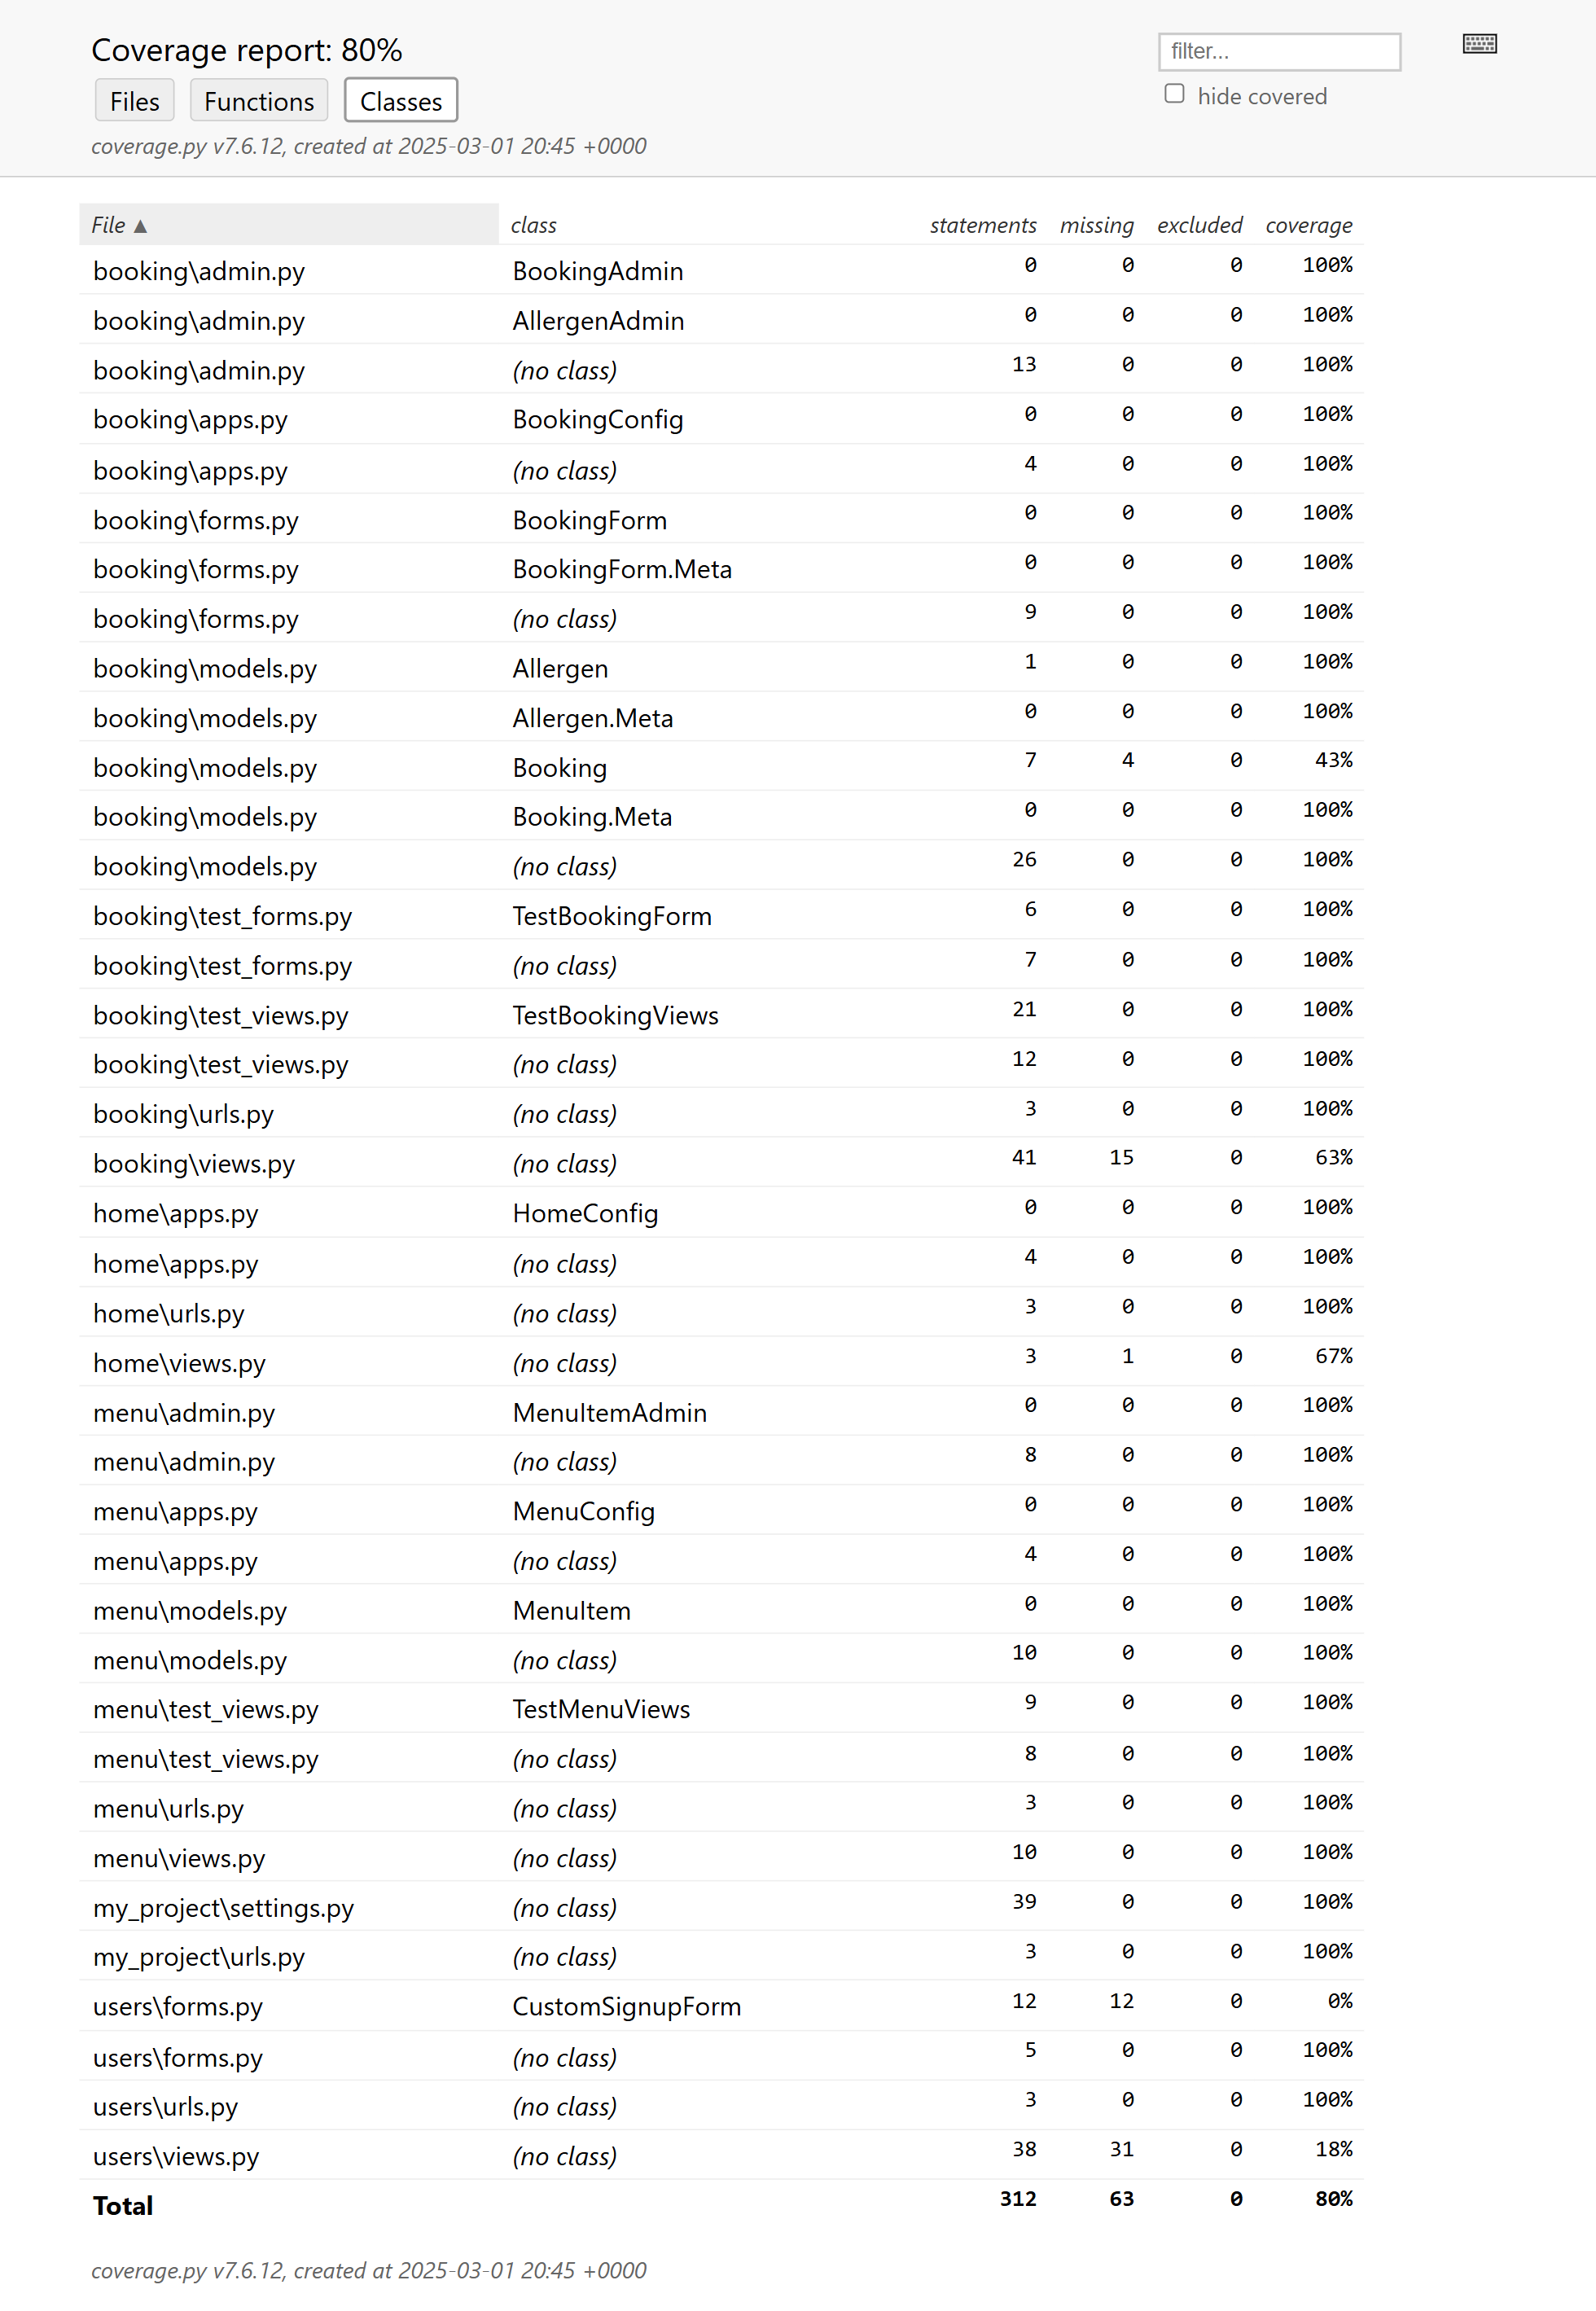 Coverage report: 80%
filter...
Files Functions Classes
hide covered
coverage.py v7.6.12, created at 2025-03-01 20:45 +0000
File ▲ class statements missing excluded coverage
booking\admin.py BookingAdmin 0 0 0 100%
booking\admin.py AllergenAdmin 0 0 0 100%
booking\admin.py (no class) 13 0 0 100%
booking\apps.py BookingConfig 0 0 0 100%
booking\apps.py (no class) 4 0 0 100%
booking\forms.py BookingForm 0 0 0 100%
booking\forms.py BookingForm.Meta 0 0 0 100%
booking\forms.py (no class) 9 0 0 100%
booking\models.py Allergen 1 0 0 100%
booking\models.py Allergen.Meta 0 0 0 100%
booking\models.py Booking 7 4 0 43%
booking\models.py Booking.Meta 0 0 0 100%
booking\models.py (no class) 26 0 0 100%
booking\test_forms.py TestBookingForm 6 0 0 100%
booking\test_forms.py (no class) 7 0 0 100%
booking\test_views.py TestBookingViews 21 0 0 100%
booking\test_views.py (no class) 12 0 0 100%
booking\urls.py (no class) 3 0 0 100%
booking\views.py (no class) 41 15 0 63%
home\apps.py HomeConfig 0 0 0 100%
home\apps.py (no class) 4 0 0 100%
home\urls.py (no class) 3 0 0 100%
home\views.py (no class) 3 1 0 67%
menu\admin.py MenuItemAdmin 0 0 0 100%
menu\admin.py (no class) 8 0 0 100%
menu\apps.py MenuConfig 0 0 0 100%
menu\apps.py (no class) 4 0 0 100%
menu\models.py MenuItem 0 0 0 100%
menu\models.py (no class) 10 0 0 100%
menu\test_views.py TestMenuViews 9 0 0 100%
menu\test_views.py (no class) 8 0 0 100%
menu\urls.py (no class) 3 0 0 100%
menu\views.py (no class) 10 0 0 100%
my_project\settings.py (no class) 39 0 0 100%
my_project\urls.py (no class) 3 0 0 100%
users\forms.py CustomSignupForm 12 12 0 0%
users\forms.py (no class) 5 0 0 100%
users\urls.py (no class) 3 0 0 100%
users\views.py (no class) 38 31 0 18%
Total 312 63 0 80%
coverage.py v7.6.12, created at 2025-03-01 20:45 +0000